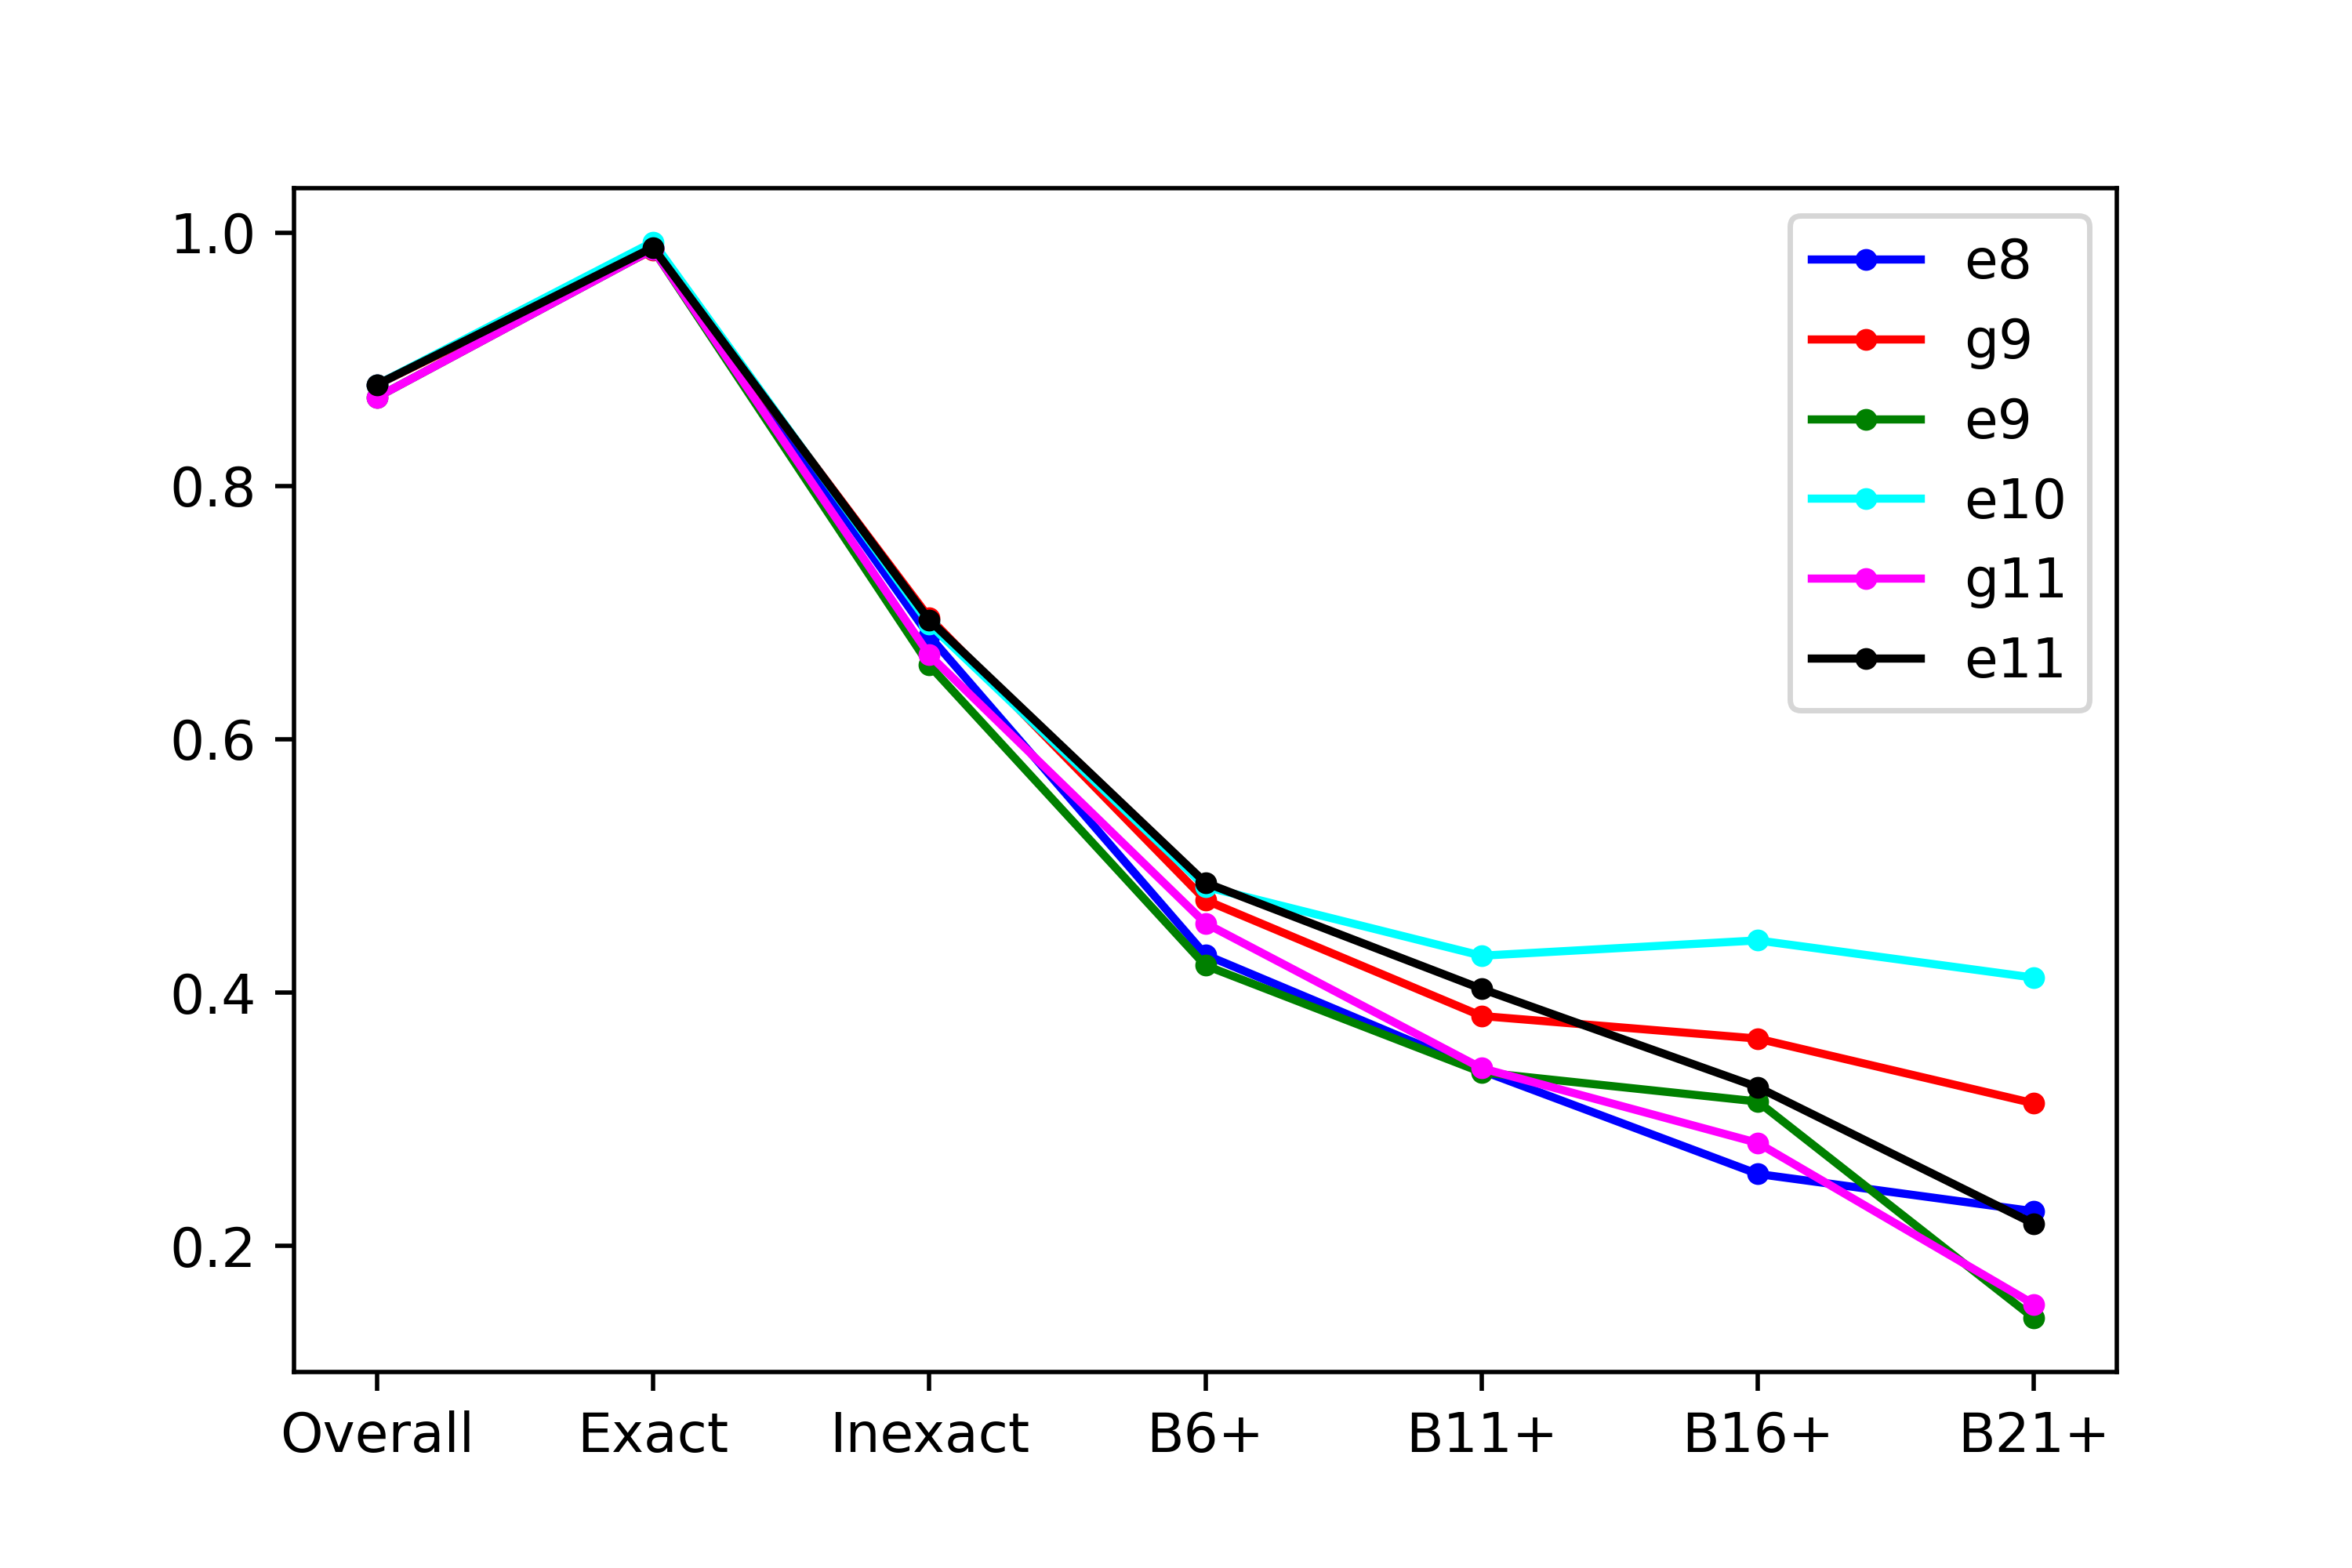 1.0
0.8
0.6
0.4
0.2
e8
g9
e9
e10
g11
e11
Overall Exact Inexact B6+ B11+ B16+ B21+